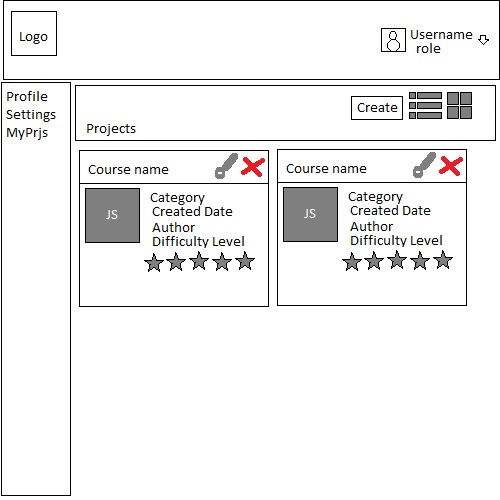 Logo
Username
role
Profile
Settings
MyPrjs
Create
Projects
Course name
JS
Category
Created Date
Author
Difficulty Level
Course name
JS
Category
Created Date
Author
Difficulty Level